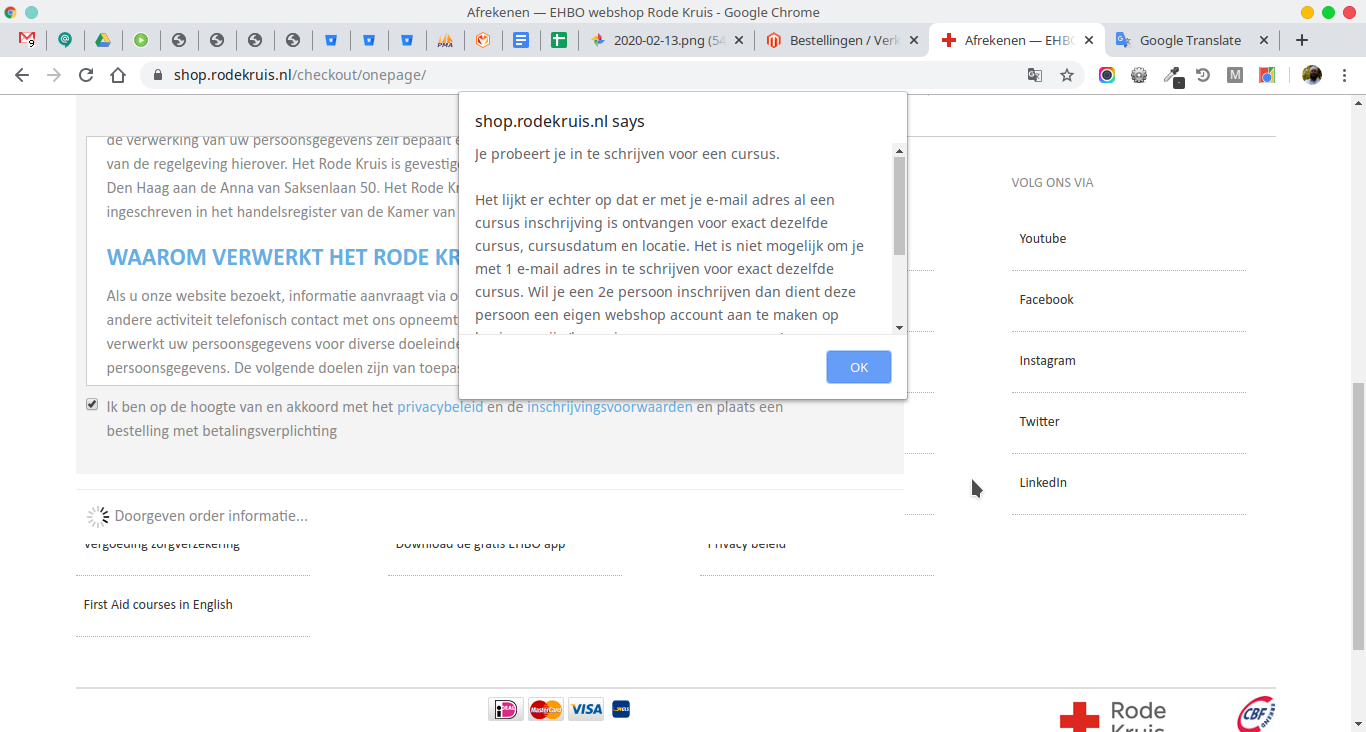 Afrekenen — EHBO webshop Rode Kruis - Google Chrome
9
PMA
2020-02-13.png (54
Bestellingen / Verk
Afrekenen — EHBO
Google Translate
shop.rodekruis.nl/checkout/onepage/
M
shop.rodekruis.nl says
Je probeert je in te schrijven voor een cursus.
Het lijkt er echter op dat er met je e-mail adres al een
cursus inschrijving is ontvangen voor exact dezelfde
cursus, cursusdatum en locatie. Het is niet mogelijk om je
met 1 e-mail adres in te schrijven voor exact dezelfde
cursus. Wil je een 2e persoon inschrijven dan dient deze
persoon een eigen webshop account aan te maken op
OK
de verwerking van uw persoonsgegevens zelf bepaalt e
van de regelgeving hierover. Het Rode Kruis is gevestig
Den Haag aan de Anna van Saksenlaan 50. Het Rode Kr
ingeschreven in het handelsregister van de Kamer van
WAAROM VERWERKT HET RODE KR
Als u onze website bezoekt, informatie aanvraagt via o
andere activiteit telefonisch contact met ons opneemt
verwerkt uw persoonsgegevens voor diverse doeleinde
persoonsgegevens. De volgende doelen zijn van toepas
Ik ben op de hoogte van en akkoord met het privacybeleid en de inschrijvingsvoorwaarden en plaats een
bestelling met betalingsverplichting
Doorgeven order informatie...
VOLG ONS VIA
Youtube
Facebook
Instagram
Twitter
LinkedIn
Vergoeding zorgverzekering
Download de gratis EHBO app
Privacy beleid
First Aid courses in English
iDEAL
MasterCard
VISA
Rode
Kruis
CBF
ERKEND